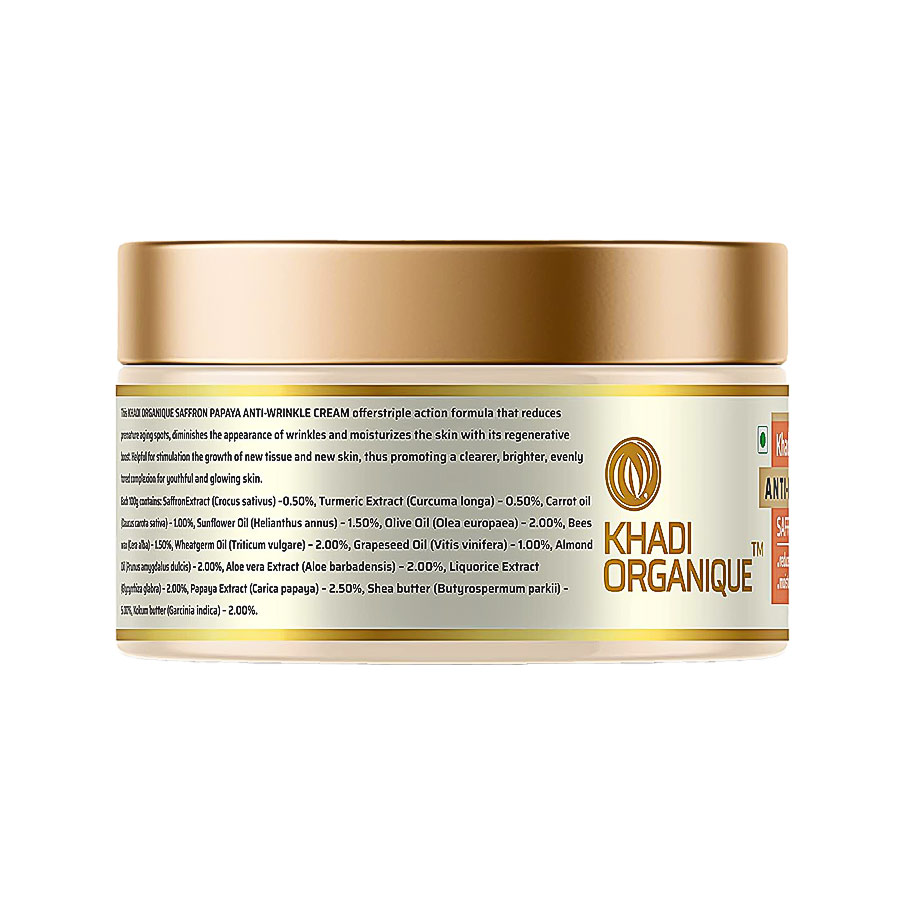 This KHADI ORGANIQUE SAFFRON PAPAYA ANTI-WRINKLE CREAM offerstriple action formula that reduces
premature aging spots, diminishes the appearance of wrinkles and moisturizes the skin with its regenerative
boost. Helpful for stimulation the growth of new tissue and new skin, thus promoting a clearer, brighter, evenly
toned complexion for youthful and glowing skin.
Each 100g contains: SaffronExtract (Crocus sativus) -0.50%, Turmeric Extract (Curcuma longa) - 0.50%, Carrot oil
(Daucus carota sativa) - 1.00%, Sunflower Oil (Helianthus annus) - 1.50%, Olive Oil (Olea europaea) - 2.00%, Bees
wax (Cera alba) - 1.50%, Wheatgerm Oil (Triticum vulgare) - 2.00%, Grapeseed Oil (Vitis vinifera) - 1.00%, Almond
Oil (Prunus amygdalus dulcis) - 2.00%, Aloe vera Extract (Aloe barbadensis) - 2.00%, Liquorice Extract
(Glycyrrhiza glabra) - 2.00%, Papaya Extract (Carica papaya) - 2.50%, Shea butter (Butyrospermum parkii) -
5.00%, Kokum butter (Garcinia indica) - 2.00%.
KHADI
ORGANIQUE™
Kha
ANTI-
SAFF